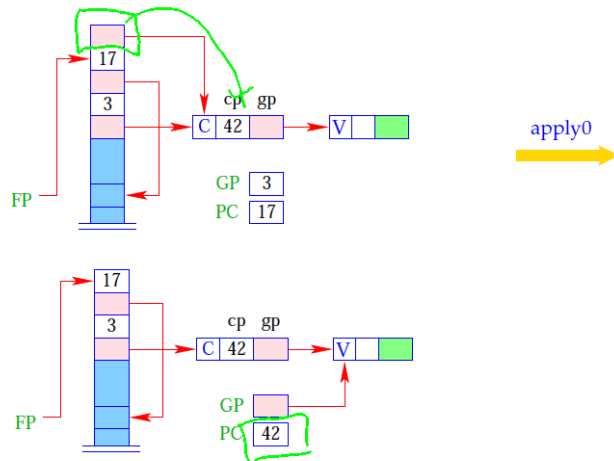 17
cp gp
3
C 42 V
apply0
GP 3
FP
PC 17
17
cp gp
3
C 42 V
GP
FP
PC 42